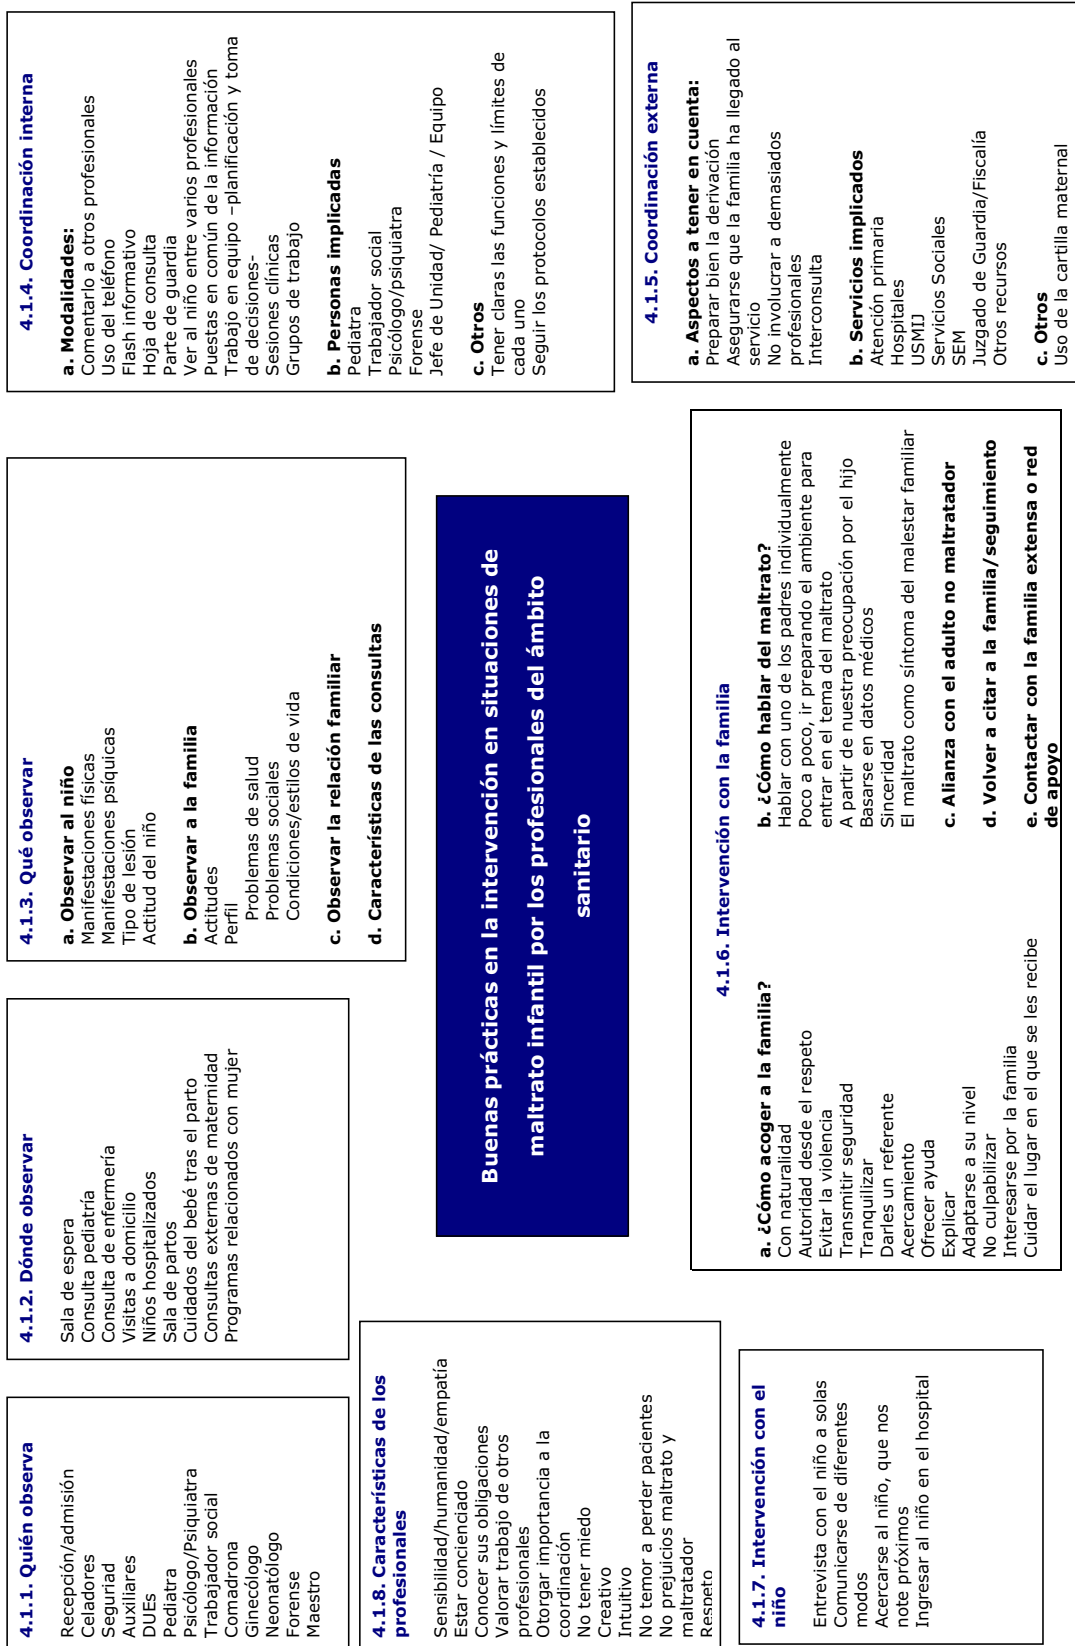 4.1.1. Quién observa
Recepción/admisión
Celadores
Seguriad
Auxiliares
DUEs
Pediatra
Psicólogo/Psiquiatra
Trabajador social
Comadrona
Ginecólogo
Neonatólogo
Forense
Maestro
4.1.2. Dónde observar
Sala de espera
Consulta pediatría
Consulta de enfermería
Visitas a domicilio
Niños hospitalizados
Sala de partos
Cuidados del bebé tras el parto
Consultas externas de maternidad
Programas relacionados con mujer
4.1.3. Qué observar
a. Observar al niño
Manifestaciones físicas
Manifestaciones psíquicas
Tipo de lesión
Actitud del niño
b. Observar a la familia
Actitudes
Perfil
Problemas de salud
Problemas sociales
Condiciones/estilos de vida
c. Observar la relación familiar
d. Características de las consultas
4.1.4. Coordinación interna
a. Modalidades:
Comentarlo a otros profesionales
Uso del teléfono
Flash informativo
Hoja de consulta
Parte de guardia
Ver al niño entre varios profesionales
Puestas en común de la información
Trabajo en equipo –planificación y toma
de decisiones-
Sesiones clínicas
Grupos de trabajo
b. Personas implicadas
Pediatra
Trabajador social
Psicólogo/psiquiatra
Forense
Jefe de Unidad/ Pediatría / Equipo
c. Otros
Tener claras las funciones y límites de
cada uno
Seguir los protocolos establecidos
4.1.8. Características de los
profesionales
Sensibilidad/humanidad/empatía
Estar concienciado
Conocer sus obligaciones
Valorar trabajo de otros
profesionales
Otorgar importancia a la
coordinación
No tener miedo
Creativo
Intuitivo
No temor a perder pacientes
No prejuicios maltrato y
maltratador
Respeto
Buenas prácticas en la intervención en situaciones de
maltrato infantil por los profesionales del ámbito
sanitario
4.1.5. Coordinación externa
a. Aspectos a tener en cuenta:
Preparar bien la derivación
Asegurarse que la familia ha llegado al
servicio
No involucrar a demasiados
profesionales
Interconsulta
b. Servicios implicados
Atención primaria
Hospitales
USMIJ
Servicios Sociales
SEM
Juzgado de Guardia/Fiscalía
Otros recursos
c. Otros
Uso de la cartilla maternal
4.1.7. Intervención con el
niño
Entrevista con el niño a solas
Comunicarse de diferentes
modos
Acercarse al niño, que nos
note próximos
Ingresar al niño en el hospital
4.1.6. Intervención con la familia
a. ¿Cómo acoger a la familia?
Con naturalidad
Autoridad desde el respeto
Evitar la violencia
Transmitir seguridad
Tranquilizar
Darles un referente
Acercamiento
Ofrecer ayuda
Explicar
Adaptarse a su nivel
No culpabilizar
Interesarse por la familia
Cuidar el lugar en el que se les recibe
b. ¿Cómo hablar del maltrato?
Hablar con uno de los padres individualmente
Poco a poco, ir preparando el ambiente para
entrar en el tema del maltrato
A partir de nuestra preocupación por el hijo
Basarse en datos médicos
Sinceridad
El maltrato como síntoma del malestar familiar
c. Alianza con el adulto no maltratador
d. Volver a citar a la familia/seguimiento
e. Contactar con la familia extensa o red
de apoyo